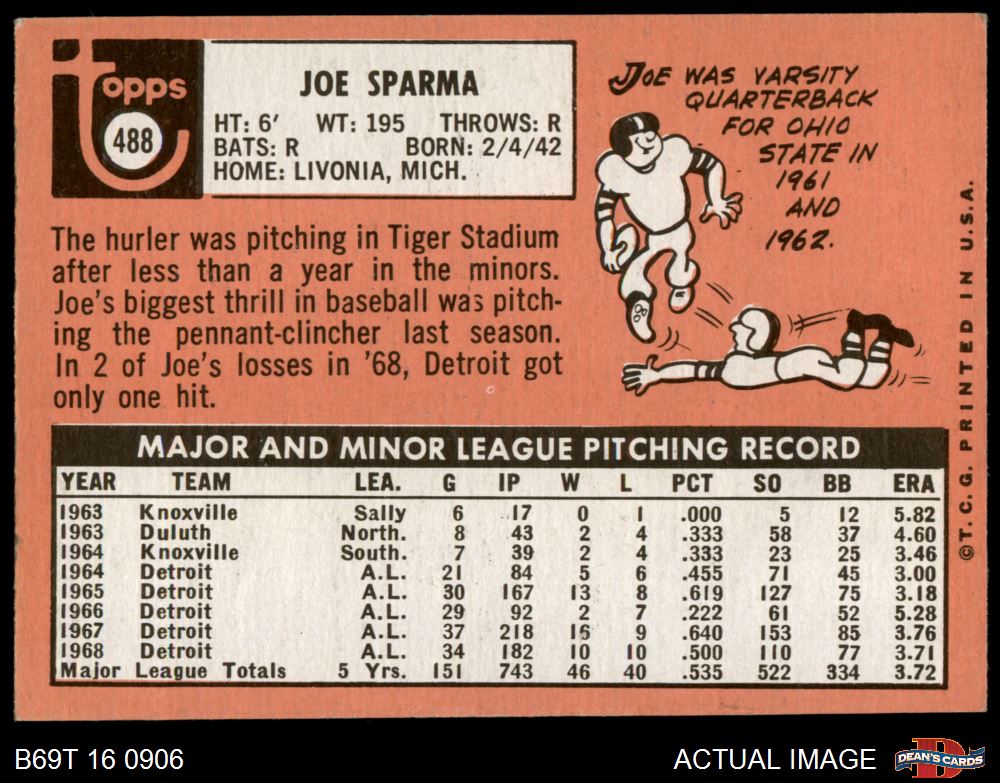 Topps
488
JOE SPARMA
HT: 6' WT: 195 THROWS: R
BATS: R BORN: 2/4/42
HOME: LIVONIA, MICH.
The hurler was pitching in Tiger Stadium
after less than a year in the minors.
Joe's biggest thrill in baseball was pitch-
ing the pennant-clincher last season.
In 2 of Joe's losses in '68, Detroit got
only one hit.
JOE WAS VARSITY
QUARTERBACK
FOR OHIO
STATE IN
1961
AND
1962.
©T.C.G. PRINTED IN U.S.A.
MAJOR AND MINOR LEAGUE PITCHING RECORD
YEAR TEAM LEA. G IP W L PCT SO BB ERA
1963 Knoxville Sally 6 17 0 1 .000 5 12 5.82
1963 Duluth North. 8 43 2 4 .333 58 37 4.60
1964 Knoxville South. 7 39 2 4 .333 23 25 3.46
1964 Detroit A.L. 21 84 5 6 .455 71 45 3.00
1965 Detroit A.L. 30 167 13 8 .619 127 75 3.18
1966 Detroit A.L. 29 92 2 7 .222 61 52 5.28
1967 Detroit A.L. 37 218 16 9 .640 153 85 3.76
1968 Detroit A.L. 34 182 10 10 .500 110 77 3.71
Major League Totals 5 Yrs. 151 743 46 40 .535 522 334 3.72
B69T 16 0906
ACTUAL IMAGE
D
DEAN'S CARDS